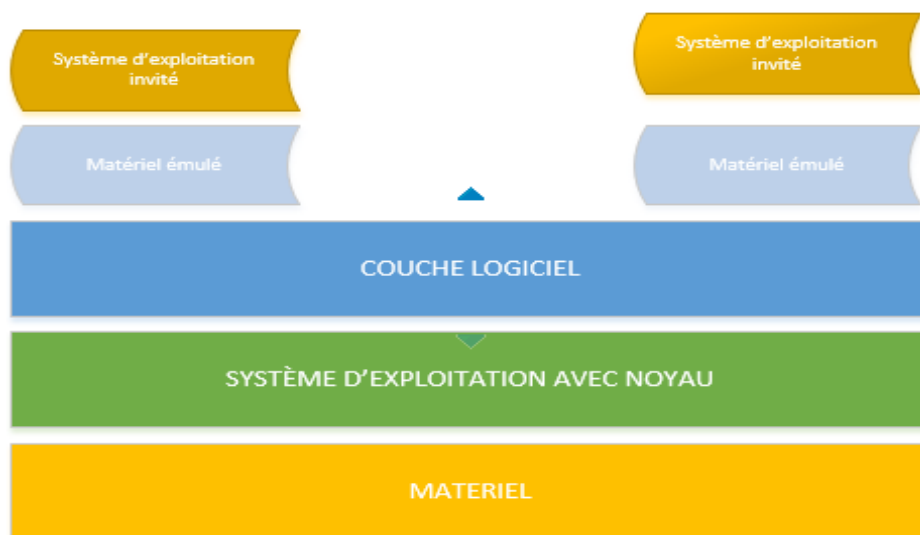 Système d'exploitation
invité
Système d'exploitation
invité
Matériel émulé
Matériel émulé
COUCHE LOGICIEL
SYSTÈME D'EXPLOITATION AVEC NOYAU
MATERIEL